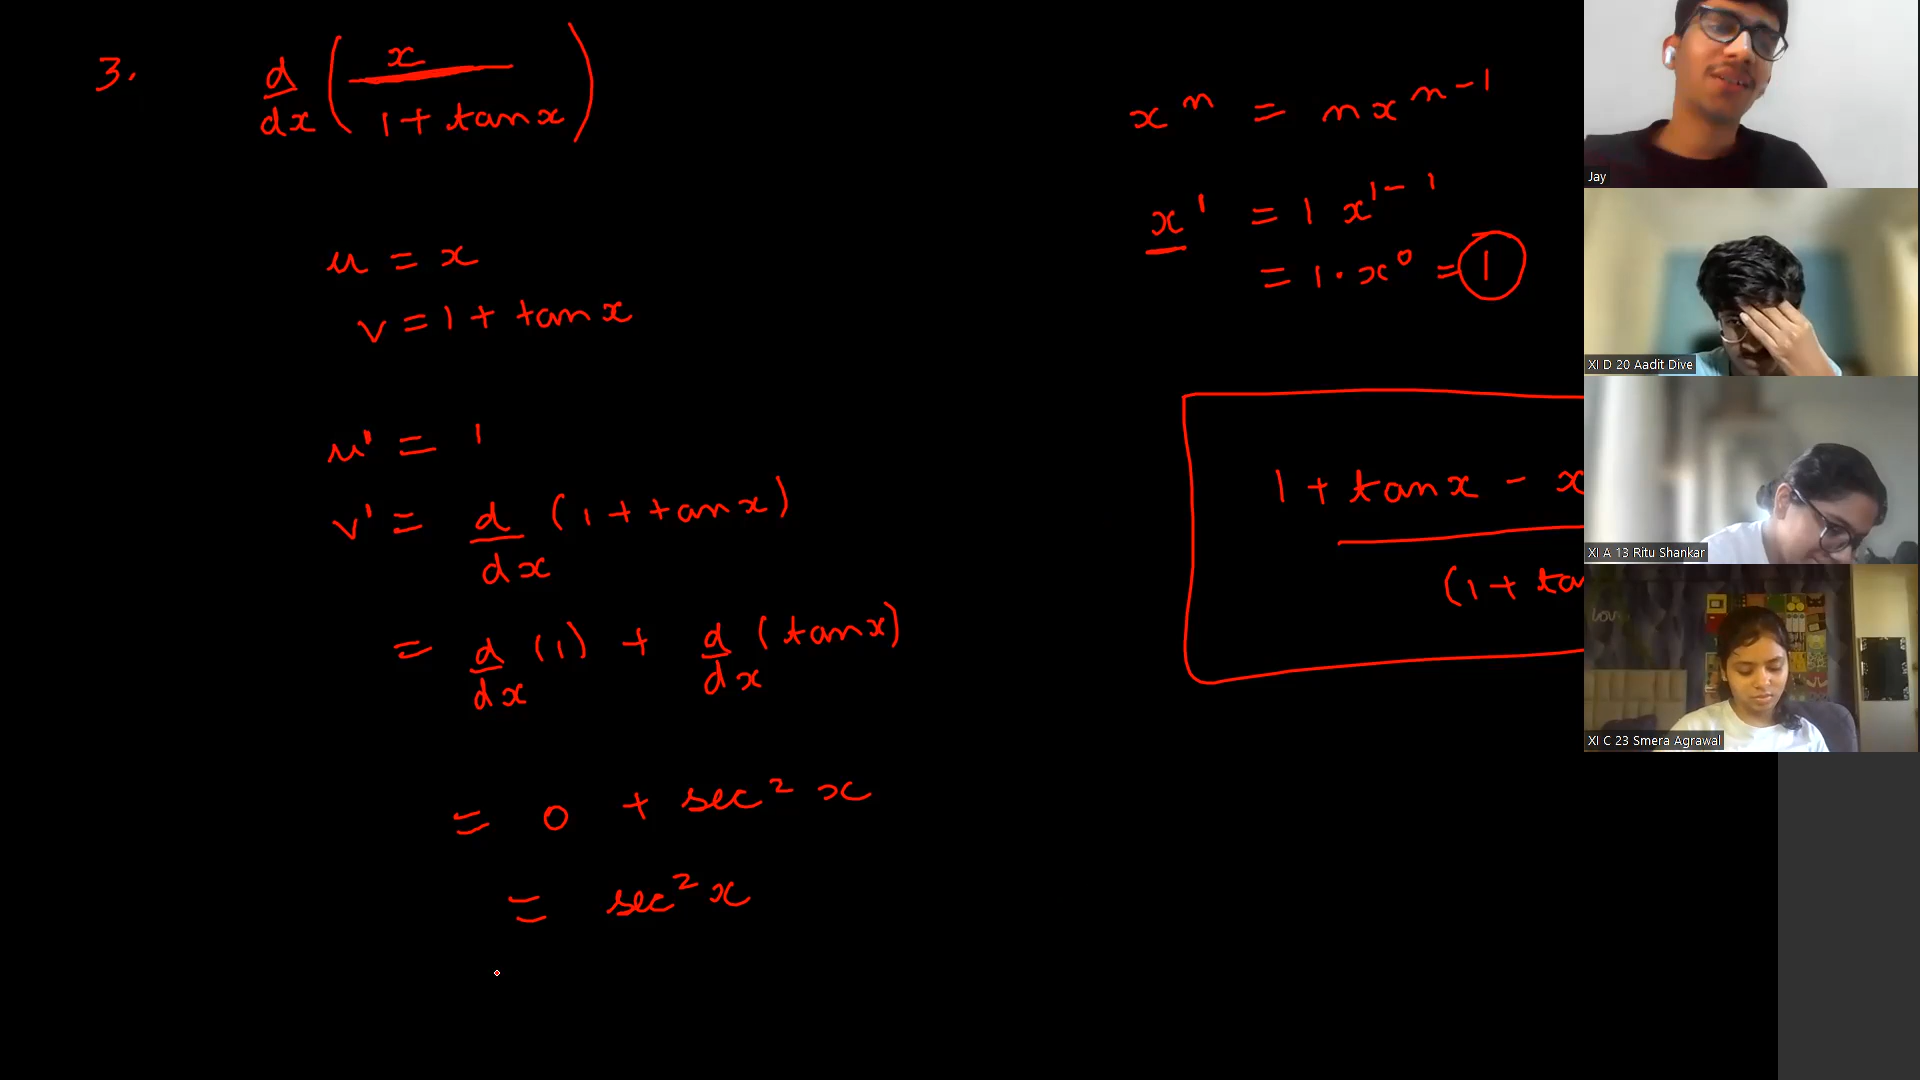 3. d/dx ( x / 1 + tan x )
u = x
v = 1 + tan x
u' = 1
v' = d/dx (1 + tan x)
= d/dx (1) + d/dx (tan x)
= 0 + sec² x
= sec² x
xⁿ = n x ⁿ⁻¹
x¹ = 1 x¹⁻¹
= 1 · x⁰ = 1
1 + tan x - x
(1 + tan
Jay
XI D 20 Aadit Dive
XI A 13 Ritu Shankar
love
XI C 23 Smera Agrawal